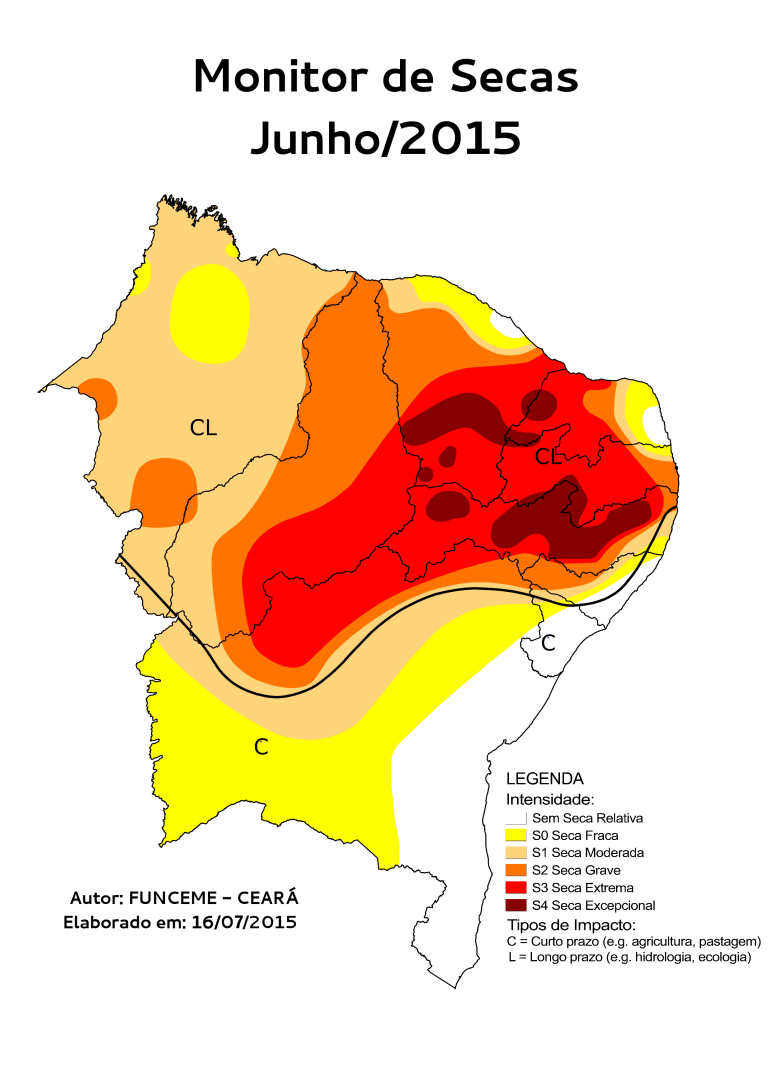 Monitor de Secas
Junho/2015
CL
CL
C
C
LEGENDA
Intensidade:
Sem Seca Relativa
S0 Seca Fraca
S1 Seca Moderada
S2 Seca Grave
S3 Seca Extrema
S4 Seca Excepcional
Tipos de Impacto:
C = Curto prazo (e.g. agricultura, pastagem)
L = Longo prazo (e.g. hidrologia, ecologia)
Autor: FUNCEME - CEARÁ
Elaborado em: 16/07/2015